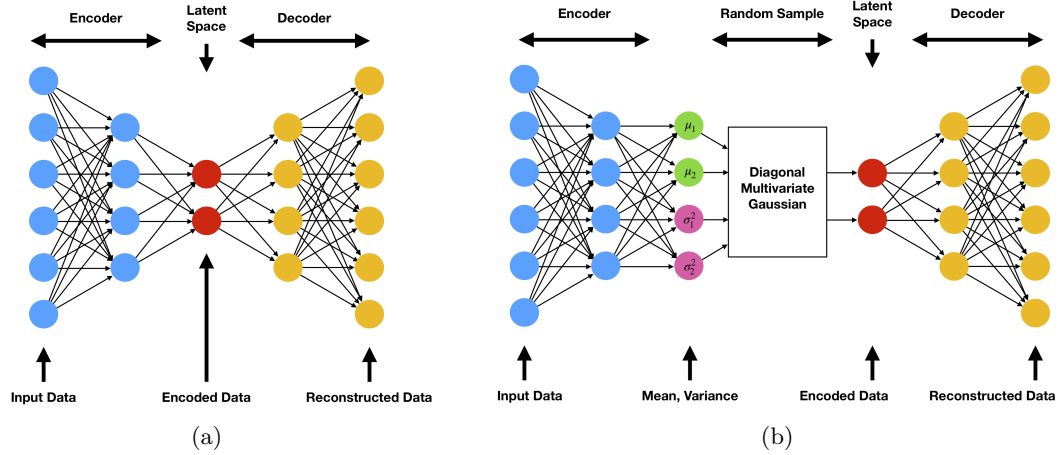 Encoder
Latent
Space
Decoder
Input Data
Encoded Data
Reconstructed Data
(a)
Encoder
Random Sample
Latent
Space
Decoder
μ₁
μ₂
σ₁²
σ₂²
Diagonal
Multivariate
Gaussian
Input Data
Mean, Variance
Encoded Data
Reconstructed Data
(b)